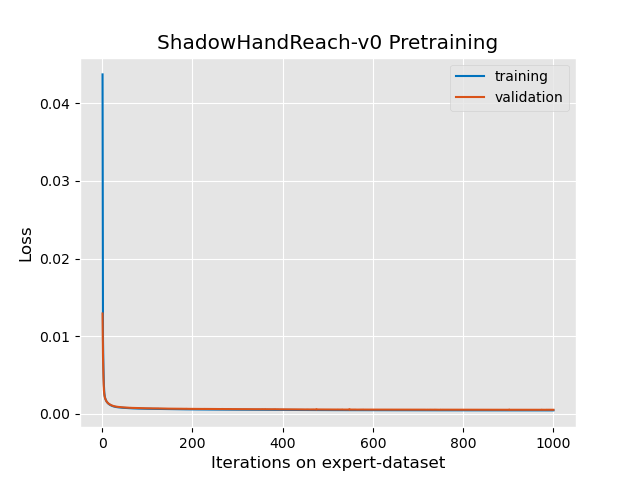 ShadowHandReach-v0 Pretraining
training
validation
0.04
0.03
0.02
0.01
0.00
Loss
0
200
400
600
800
1000
Iterations on expert-dataset